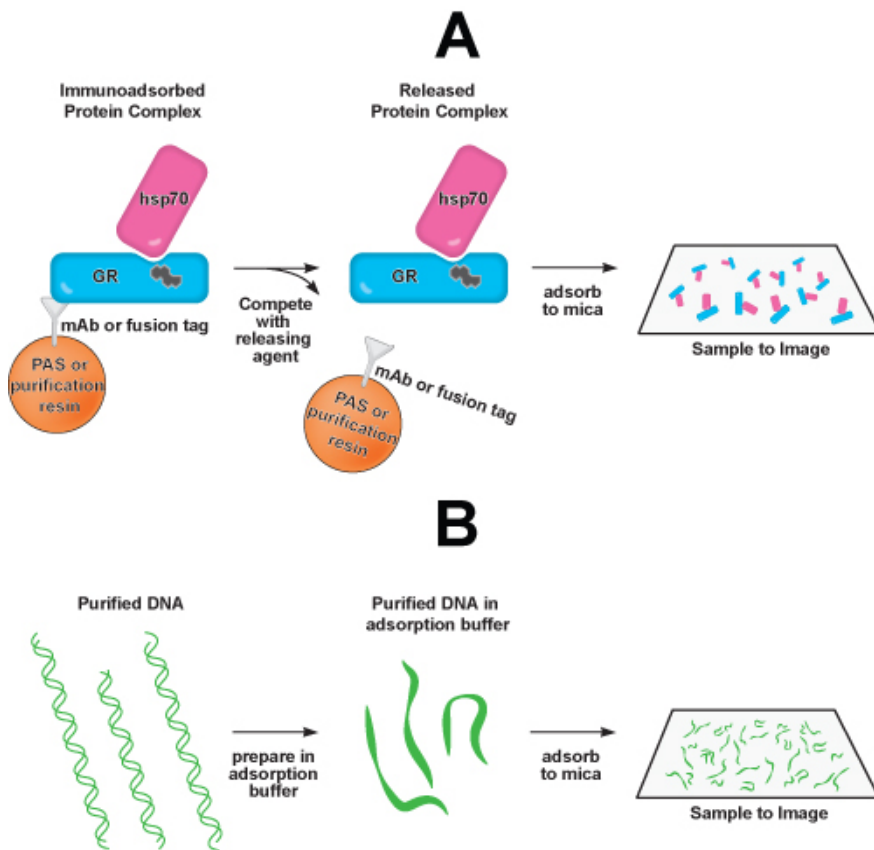 A
Immunoadsorbed
Protein Complex
Released
Protein Complex
hsp70
hsp70
GR
GR
mAb or fusion tag
Compete
with
releasing
agent
adsorb
to mica
Sample to Image
PAS or
purification
resin
mAb or fusion tag
PAS or
purification
resin
B
Purified DNA
Purified DNA in
adsorption buffer
prepare in
adsorption
buffer
adsorb
to mica
Sample to Image